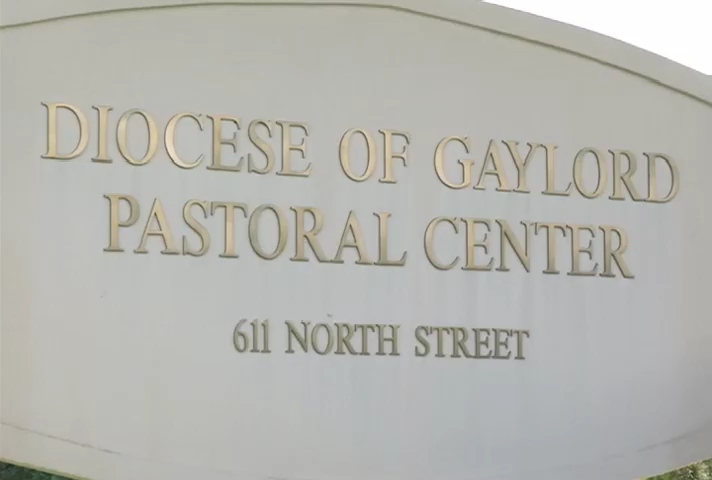 DIOCESE OF GAYLORD
PASTORAL CENTER
611 NORTH STREET